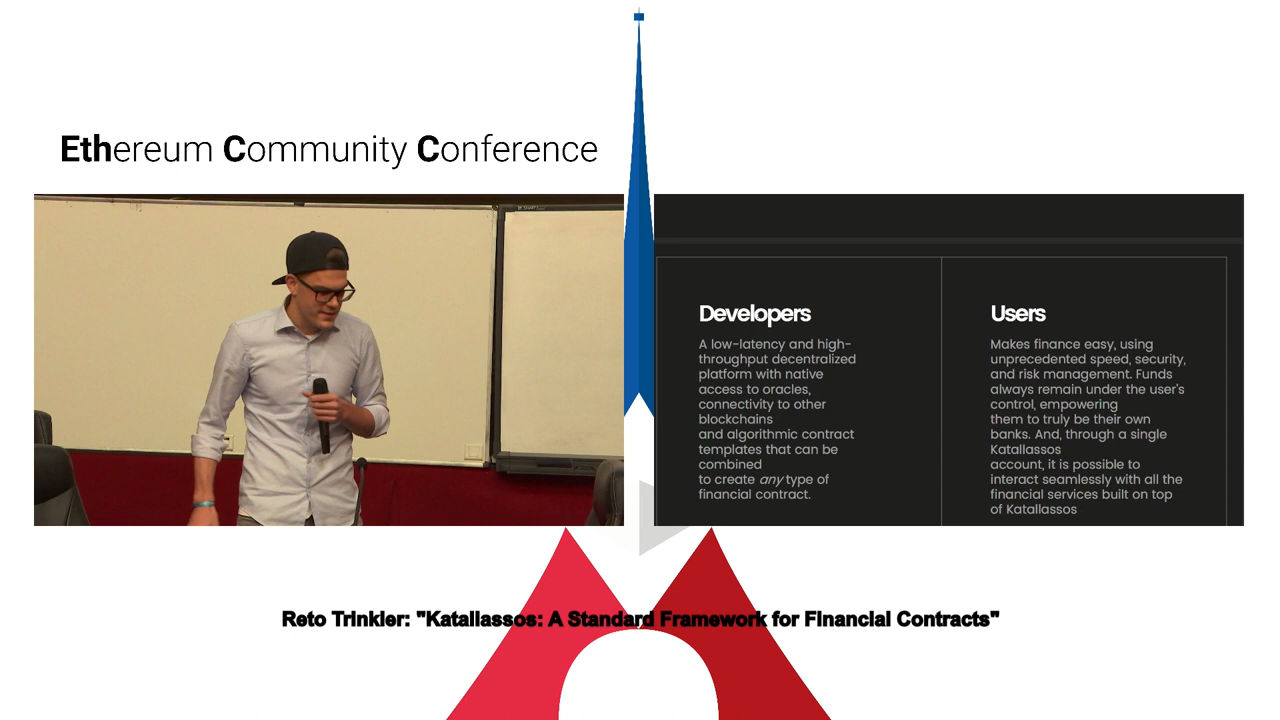 Ethereum Community Conference
Developers
A low-latency and high-
throughput decentralized
platform with native
access to oracles,
connectivity to other
blockchains
and algorithmic contract
templates that can be
combined
to create any type of
financial contract.
Users
Makes finance easy, using
unprecedented speed, security,
and risk management. Funds
always remain under the user's
control, empowering
them to truly be their own
banks. And, through a single
Katallassos
account, it is possible to
interact seamlessly with all the
financial services built on top
of Katallassos
Reto Trinkler: "Katallassos: A Standard Framework for Financial Contracts"